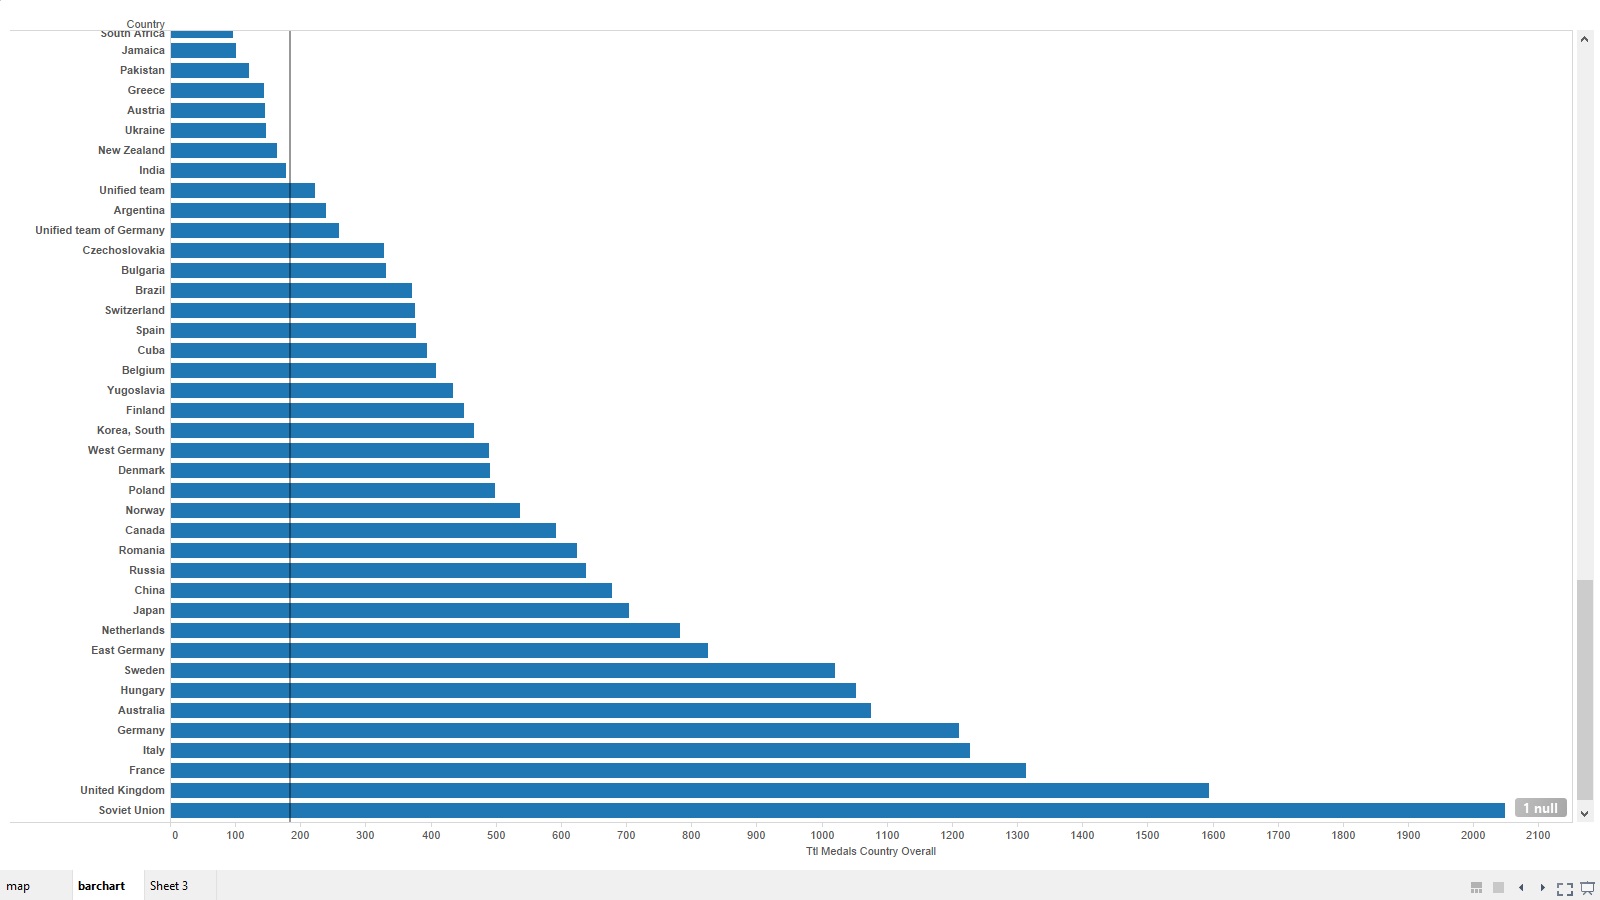 Country
South Africa
Jamaica
Pakistan
Greece
Austria
Ukraine
New Zealand
India
Unified team
Argentina
Unified team of Germany
Czechoslovakia
Bulgaria
Brazil
Switzerland
Spain
Cuba
Belgium
Yugoslavia
Finland
Korea, South
West Germany
Denmark
Poland
Norway
Canada
Romania
Russia
China
Japan
Netherlands
East Germany
Sweden
Hungary
Australia
Germany
Italy
France
United Kingdom
Soviet Union
1 null
0 100 200 300 400 500 600 700 800 900 1000 1100 1200 1300 1400 1500 1600 1700 1800 1900 2000 2100
Ttl Medals Country Overall
map barchart Sheet 3